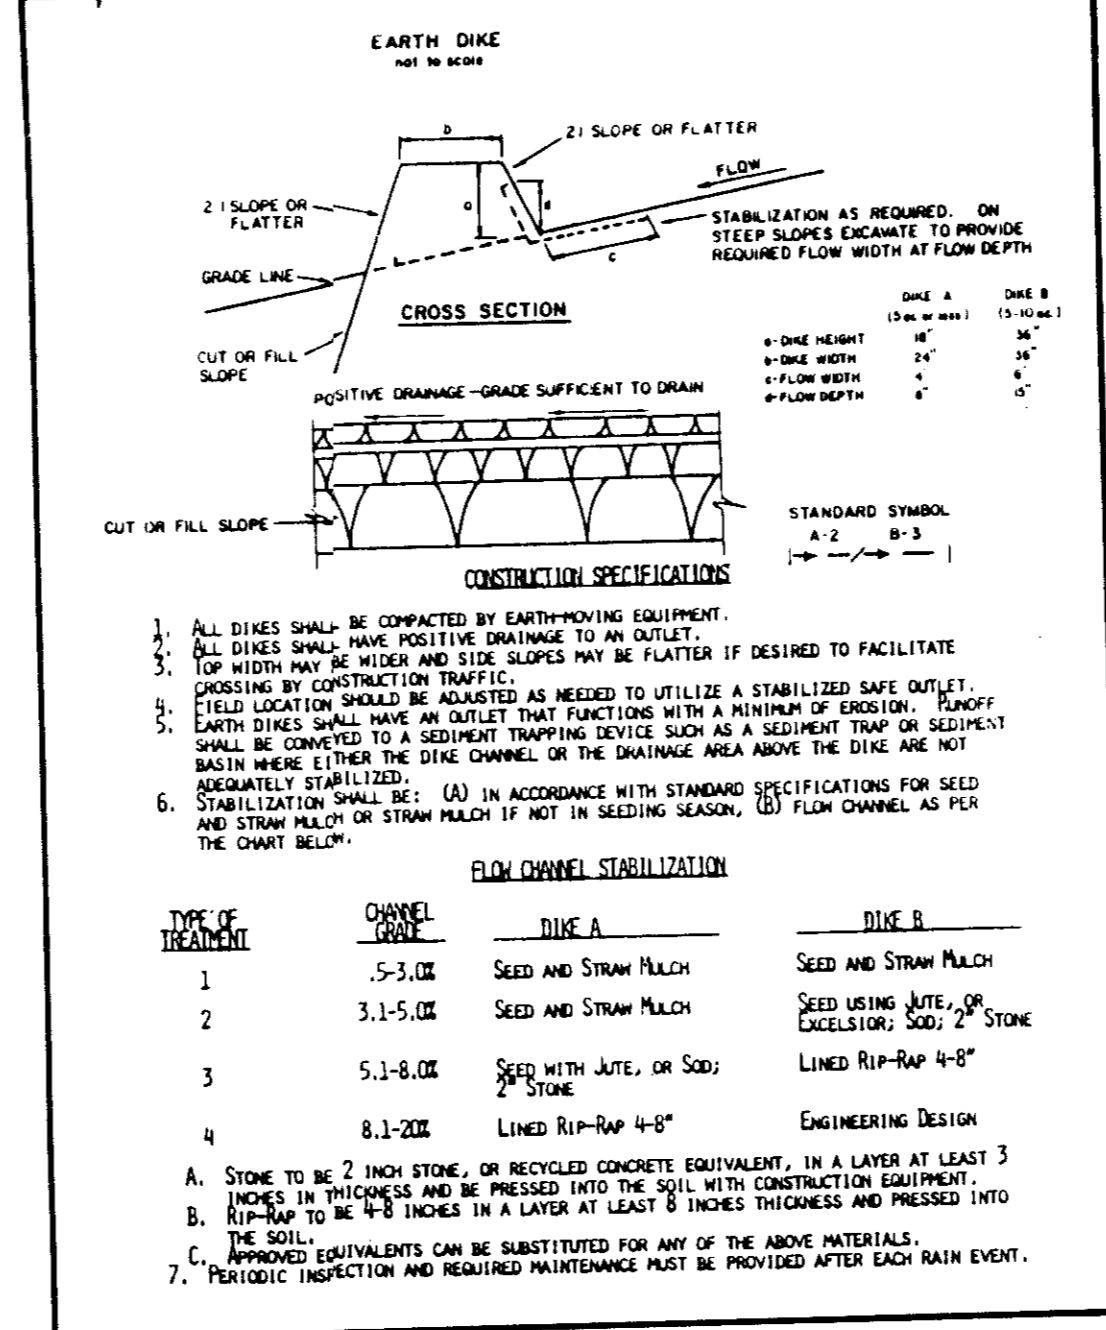 EARTH DIKE
not to scale
b
2:1 SLOPE OR FLATTER
FLOW
2:1 SLOPE OR
FLATTER
a
d
STABILIZATION AS REQUIRED. ON
STEEP SLOPES EXCAVATE TO PROVIDE
REQUIRED FLOW WIDTH AT FLOW DEPTH
c
GRADE LINE
CROSS SECTION
DIKE A
DIKE B
(5 ac. or less)
(5-10 ac.)
a-DIKE HEIGHT 18" 36"
b-DIKE WIDTH 24" 36"
c-FLOW WIDTH 4' 6'
d-FLOW DEPTH 8" 15"
CUT OR FILL
SLOPE
POSITIVE DRAINAGE-GRADE SUFFICENT TO DRAIN
CUT OR FILL SLOPE
STANDARD SYMBOL
A-2 B-3
CONSTRUCTION SPECIFICATIONS
1. ALL DIKES SHALL BE COMPACTED BY EARTH-MOVING EQUIPMENT.
2. ALL DIKES SHALL HAVE POSITIVE DRAINAGE TO AN OUTLET.
3. TOP WIDTH MAY BE WIDER AND SIDE SLOPES MAY BE FLATTER IF DESIRED TO FACILITATE
CROSSING BY CONSTRUCTION TRAFFIC.
4. FIELD LOCATION SHOULD BE ADJUSTED AS NEEDED TO UTILIZE A STABILIZED SAFE OUTLET.
5. EARTH DIKES SHALL HAVE AN OUTLET THAT FUNCTIONS WITH A MINIMUM OF EROSION. RUNOFF
SHALL BE CONVEYED TO A SEDIMENT TRAPPING DEVICE SUCH AS A SEDIMENT TRAP OR SEDIMENT
BASIN WHERE EITHER THE DIKE CHANNEL OR THE DRAINAGE AREA ABOVE THE DIKE ARE NOT
ADEQUATELY STABILIZED.
6. STABILIZATION SHALL BE: (A) IN ACCORDANCE WITH STANDARD SPECIFICATIONS FOR SEED
AND STRAW MULCH OR STRAW MULCH IF NOT IN SEEDING SEASON, (B) FLOW CHANNEL AS PER
THE CHART BELOW.
FLOW CHANNEL STABILIZATION
TYPE OF
TREATMENT
CHANNEL
GRADE
DIKE A
DIKE B
1 .5-3.0% SEED AND STRAW MULCH SEED AND STRAW MULCH
2 3.1-5.0% SEED AND STRAW MULCH SEED USING JUTE, OR
EXCELSIOR; SOD; 2" STONE
3 5.1-8.0% SEED WITH JUTE, OR SOD; LINED RIP-RAP 4-8"
2" STONE
4 8.1-20% LINED RIP-RAP 4-8" ENGINEERING DESIGN
A. STONE TO BE 2 INCH STONE, OR RECYCLED CONCRETE EQUIVALENT, IN A LAYER AT LEAST 3
INCHES IN THICKNESS AND BE PRESSED INTO THE SOIL WITH CONSTRUCTION EQUIPMENT.
B. RIP-RAP TO BE 4-8 INCHES IN A LAYER AT LEAST 8 INCHES THICKNESS AND PRESSED INTO
THE SOIL.
C. APPROVED EQUIVALENTS CAN BE SUBSTITUTED FOR ANY OF THE ABOVE MATERIALS.
7. PERIODIC INSPECTION AND REQUIRED MAINTENANCE MUST BE PROVIDED AFTER EACH RAIN EVENT.